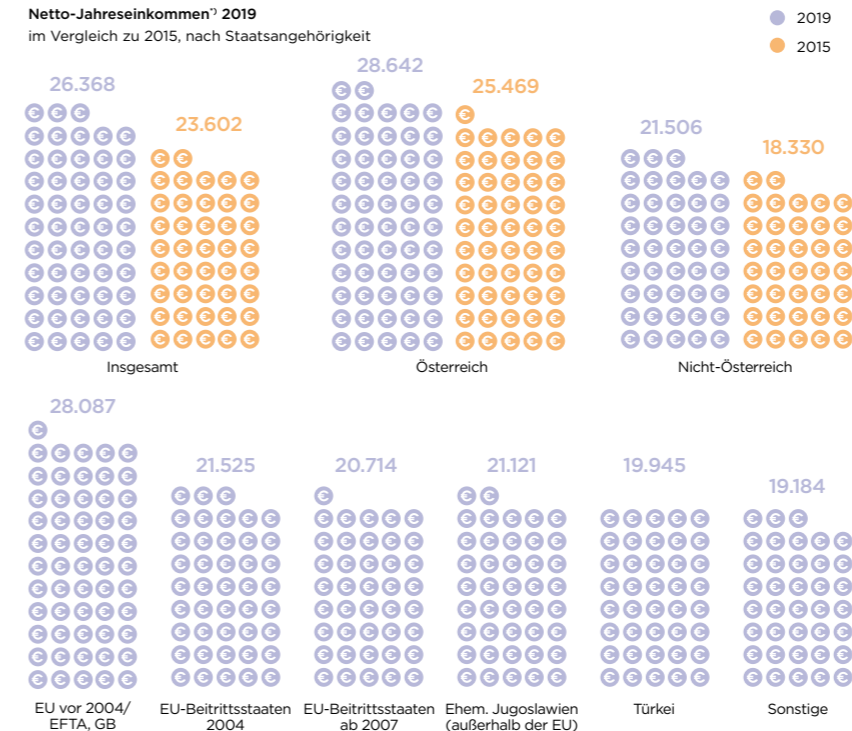 Netto-Jahreseinkommen*) 2019
im Vergleich zu 2015, nach Staatsangehörigkeit
2019
2015
26.368
23.602
Insgesamt
28.642
25.469
Österreich
21.506
18.330
Nicht-Österreich
28.087
EU vor 2004/
EFTA, GB
21.525
EU-Beitrittsstaaten
2004
20.714
EU-Beitrittsstaaten
ab 2007
21.121
Ehem. Jugoslawien
(außerhalb der EU)
19.945
Türkei
19.184
Sonstige